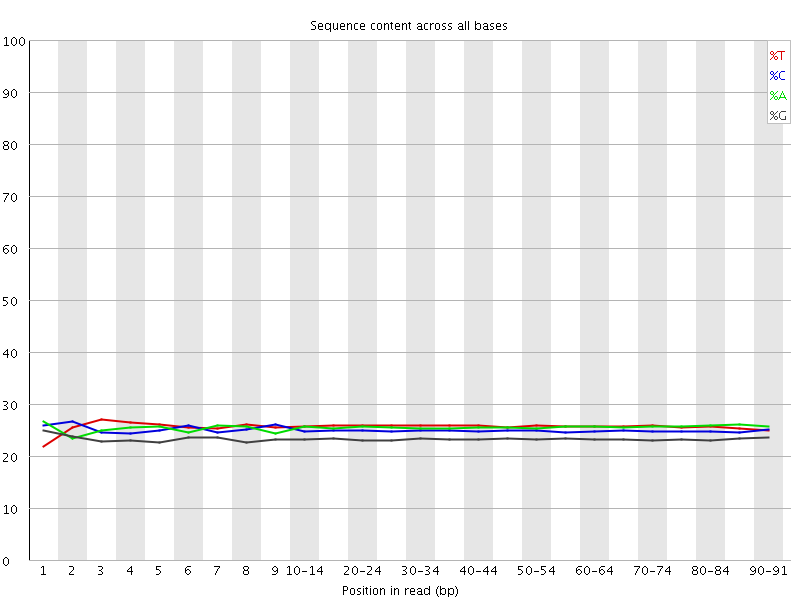 Sequence content across all bases
100
90
80
70
60
50
40
30
20
10
0
%T
%C
%A
%G
1 2 3 4 5 6 7 8 9 10-14 20-24 30-34 40-44 50-54 60-64 70-74 80-84 90-91
Position in read (bp)